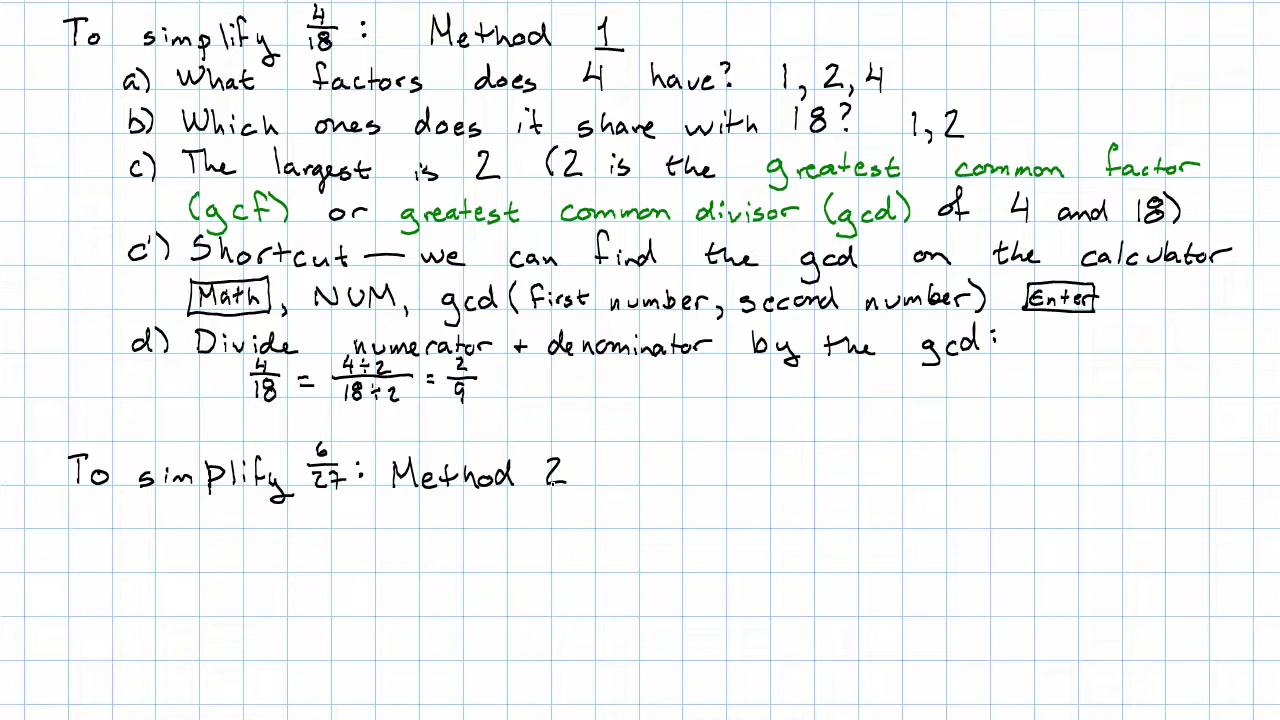 To simplify 4/18 : Method 1
a) What factors does 4 have? 1, 2, 4
b) Which ones does it share with 18? 1, 2
c) The largest is 2 (2 is the greatest common factor
(gcf) or greatest common divisor (gcd) of 4 and 18)
c') Shortcut — we can find the gcd on the calculator
Math, NUM, gcd(first number, second number) Enter
d) Divide numerator + denominator by the gcd:
4/18 = 4÷2/18÷2 = 2/9
To simplify 6/27 : Method 2